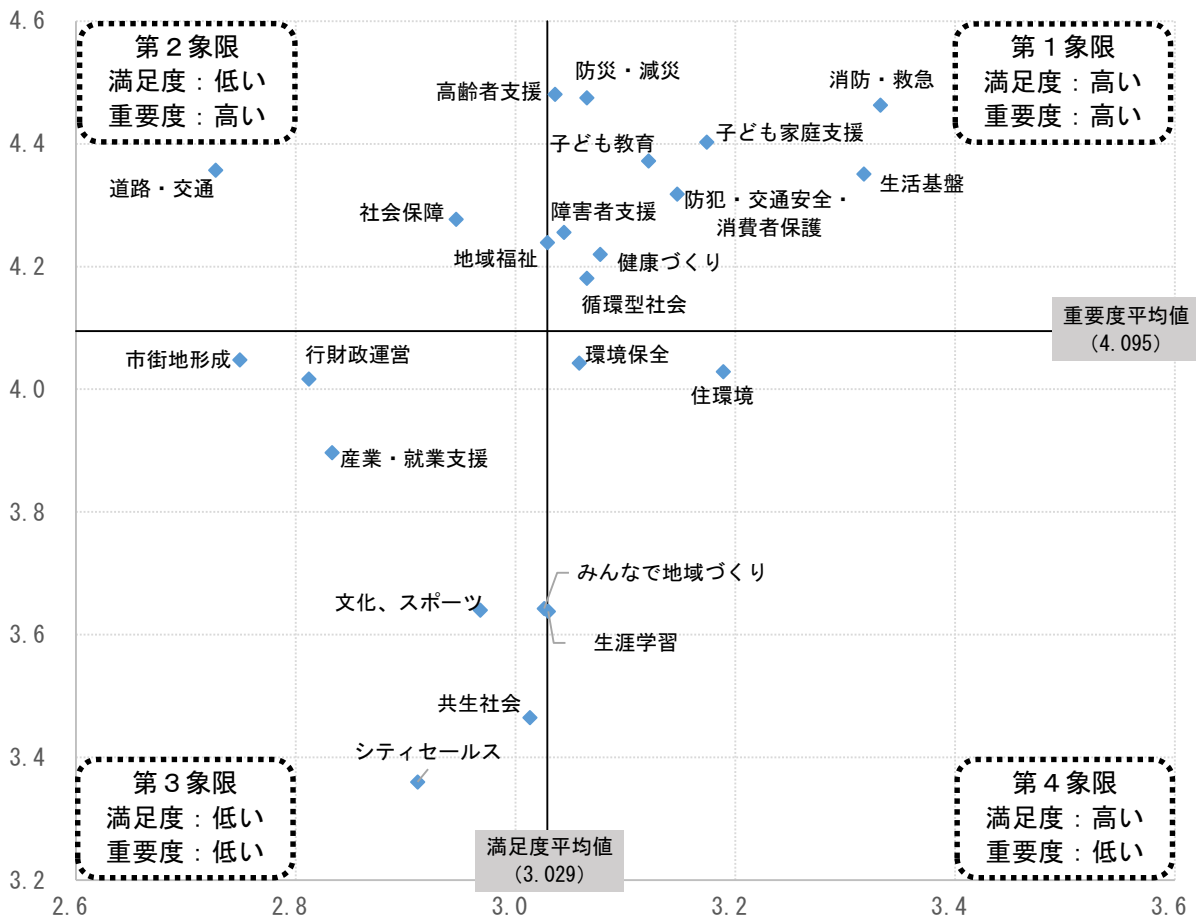 4.6
第２象限
満足度：低い
重要度：高い
第１象限
満足度：高い
重要度：高い
防災・減災
高齢者支援
消防・救急
4.4
子ども家庭支援
子ども教育
道路・交通
生活基盤
防犯・交通安全・
消費者保護
社会保障
障害者支援
4.2
地域福祉
健康づくり
循環型社会
重要度平均値
（4.095）
市街地形成
行財政運営
環境保全
4.0
住環境
産業・就業支援
3.8
みんなで地域づくり
文化、スポーツ
3.6
生涯学習
共生社会
シティセールス
3.4
第３象限
満足度：低い
重要度：低い
第４象限
満足度：高い
重要度：低い
満足度平均値
（3.029）
3.2
2.6 2.8 3.0 3.2 3.4 3.6